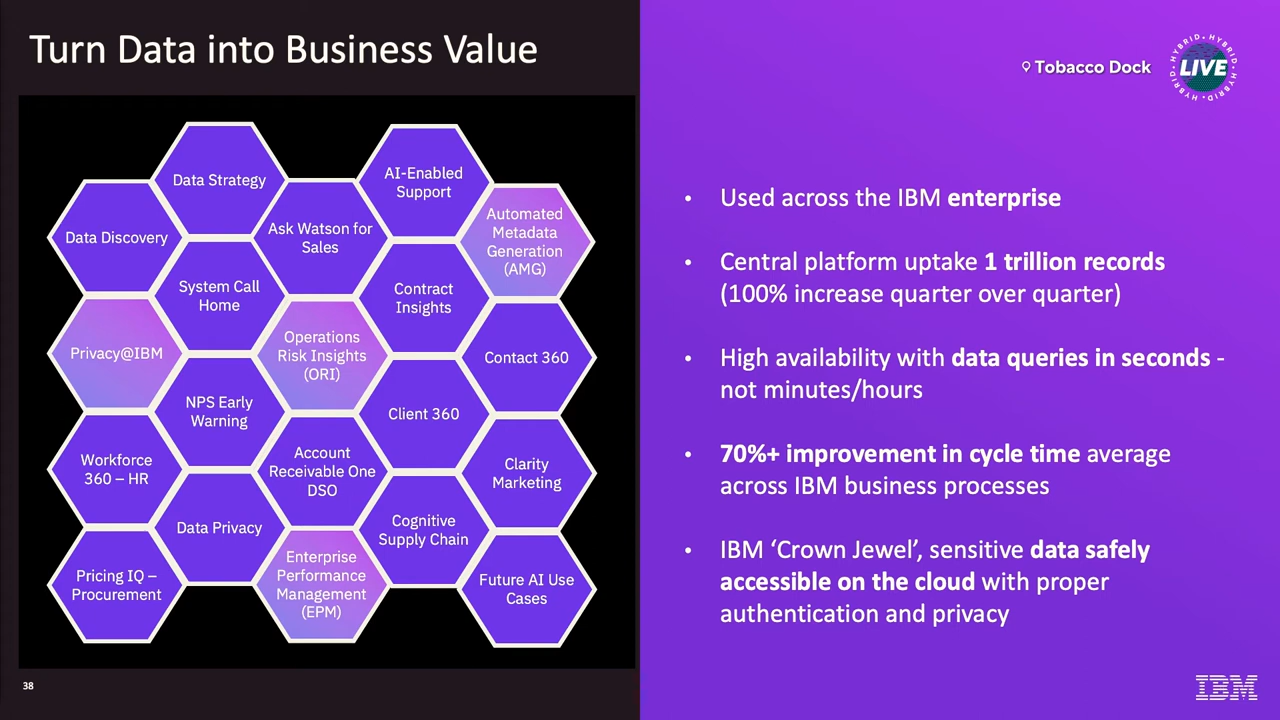 Turn Data into Business Value
Tobacco Dock
HYBRID • HYBRID • HYBRID •
LIVE
Data Strategy
AI-Enabled
Support
Data Discovery
Ask Watson for
Sales
Automated
Metadata
Generation
(AMG)
System Call
Home
Contract
Insights
Privacy@IBM
Operations
Risk Insights
(ORI)
Contact 360
NPS Early
Warning
Client 360
Workforce
360 – HR
Account
Receivable One
DSO
Clarity
Marketing
Data Privacy
Cognitive
Supply Chain
Pricing IQ –
Procurement
Enterprise
Performance
Management
(EPM)
Future AI Use
Cases
• Used across the IBM enterprise
• Central platform uptake 1 trillion records
(100% increase quarter over quarter)
• High availability with data queries in seconds -
not minutes/hours
• 70%+ improvement in cycle time average
across IBM business processes
• IBM ‘Crown Jewel’, sensitive data safely
accessible on the cloud with proper
authentication and privacy
38
IBM